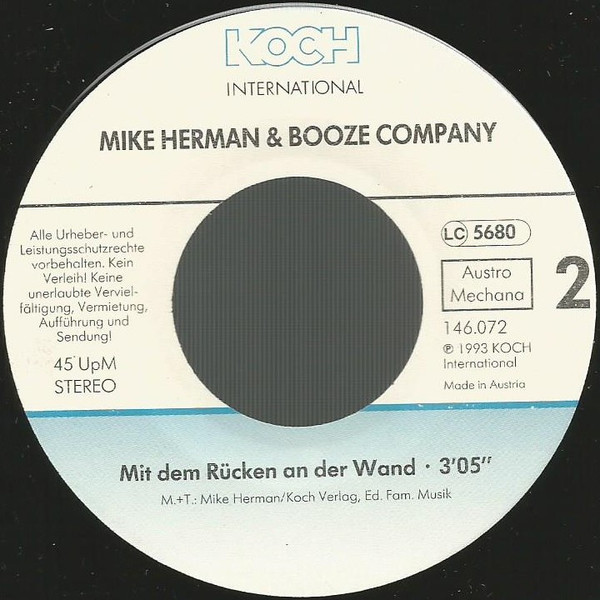 KOCH
INTERNATIONAL
MIKE HERMAN & BOOZE COMPANY
Alle Urheber- und
Leistungsschutzrechte
vorbehalten. Kein
Verleih! Keine
unerlaubte Verviel-
fältigung, Vermietung,
Aufführung und
Sendung!
45 UpM
STEREO
LC 5680
Austro
Mechana
2
146.072
℗ 1993 KOCH
International
Made in Austria
Mit dem Rücken an der Wand · 3'05"
M.+T.: Mike Herman/Koch Verlag, Ed. Fam. Musik